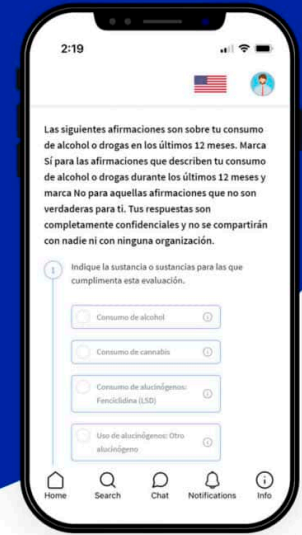 2:19
Las siguientes afirmaciones son sobre tu consumo
de alcohol o drogas en los últimos 12 meses. Marca
Sí para las afirmaciones que describen tu consumo
de alcohol o drogas durante los últimos 12 meses y
marca No para aquellas afirmaciones que no son
verdaderas para ti. Tus respuestas son
completamente confidenciales y no se compartirán
con nadie ni con ninguna organización.
1 Indique la sustancia o sustancias para las que
cumplimenta esta evaluación.
Consumo de alcohol
Consumo de cannabis
Consumo de alucinógenos:
Fenciclidina (LSD)
Uso de alucinógenos: Otro
alucinógeno
Home Search Chat Notifications Info